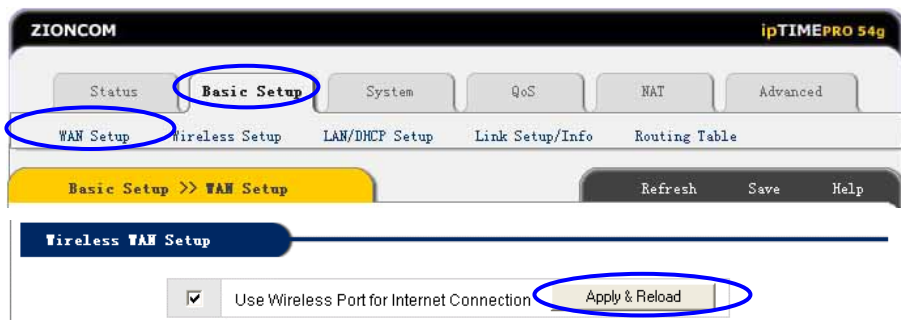 ZIONCOM ipTIMEPRO 54g
Status Basic Setup System QoS NAT Advanced
WAN Setup Wireless Setup LAN/DHCP Setup Link Setup/Info Routing Table
Basic Setup >> WAN Setup Refresh Save Help
Wireless WAN Setup
Use Wireless Port for Internet Connection Apply & Reload